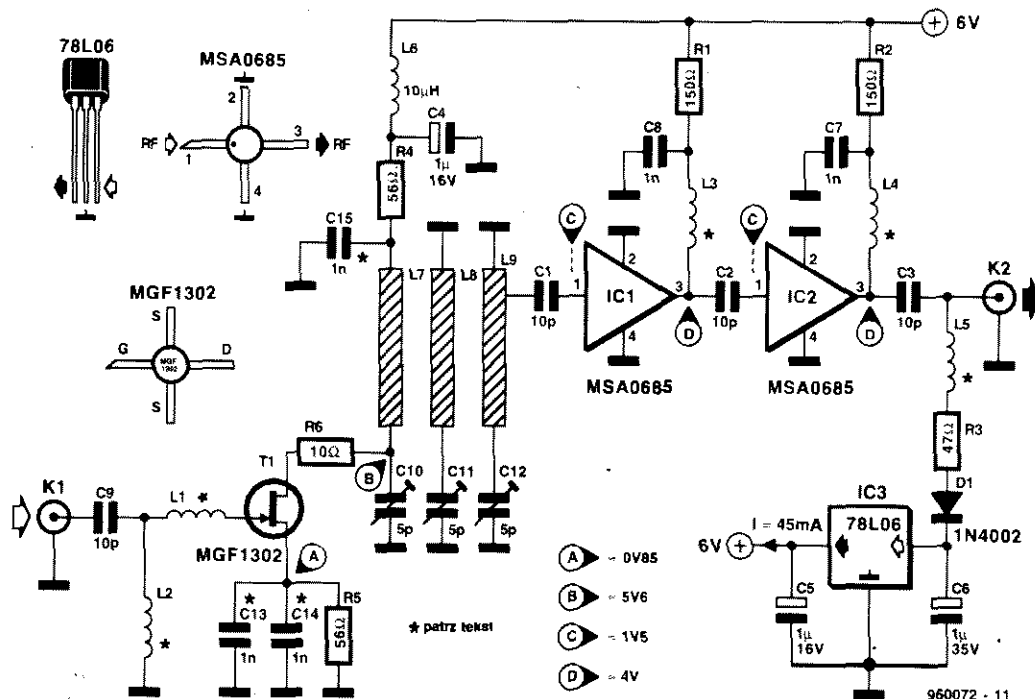 78L06
MSA0685
2
RF
1
3
RF
4
MGF1302
S
G
D
MGF
1302
S
L6
10µH
C4
1µ
16V
R4
56Ω
C15
1n
*
R1
150Ω
R2
150Ω
6V
C8
1n
C7
1n
L3
*
L4
*
L7
L8
L9
C1
10p
C
1
2
IC1
3
4
MSA0685
D
C2
10p
C
1
2
IC2
3
4
MSA0685
D
C3
10p
K2
L5
*
R3
47Ω
D1
1N4002
R6
10Ω
B
C10
5p
C11
5p
C12
5p
K1
C9
10p
L1 *
T1
MGF1302
A
L2
*
*
C13
1n
*
C14
1n
R5
56Ω
* patrz tekst
A = 0V85
B = 5V6
C = 1V5
D = 4V
IC3
78L06
I = 45mA
6V
C5
1µ
16V
C6
1µ
35V
960072 - 11